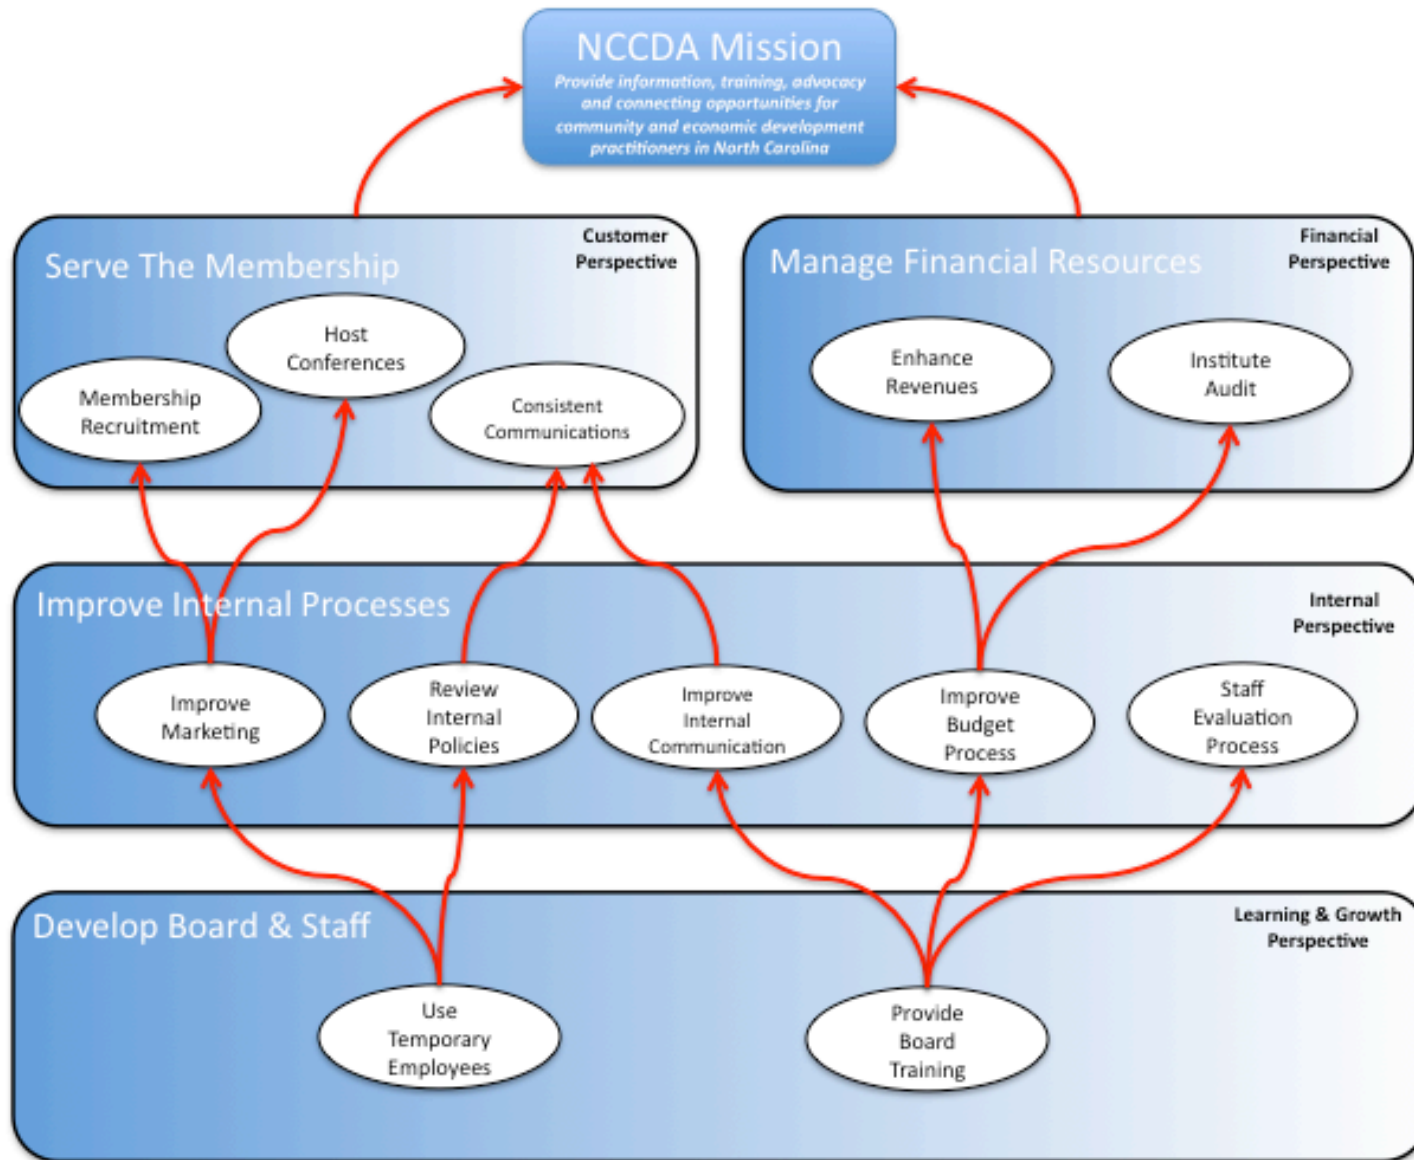 NCCDA Mission
Provide information, training, advocacy
and connecting opportunities for
community and economic development
practitioners in North Carolina
Customer
Perspective
Serve The Membership
Host
Conferences
Membership
Recruitment
Consistent
Communications
Financial
Perspective
Manage Financial Resources
Enhance
Revenues
Institute
Audit
Improve Internal Processes
Internal
Perspective
Improve
Marketing
Review
Internal
Policies
Improve
Internal
Communication
Improve
Budget
Process
Staff
Evaluation
Process
Develop Board & Staff
Learning & Growth
Perspective
Use
Temporary
Employees
Provide
Board
Training